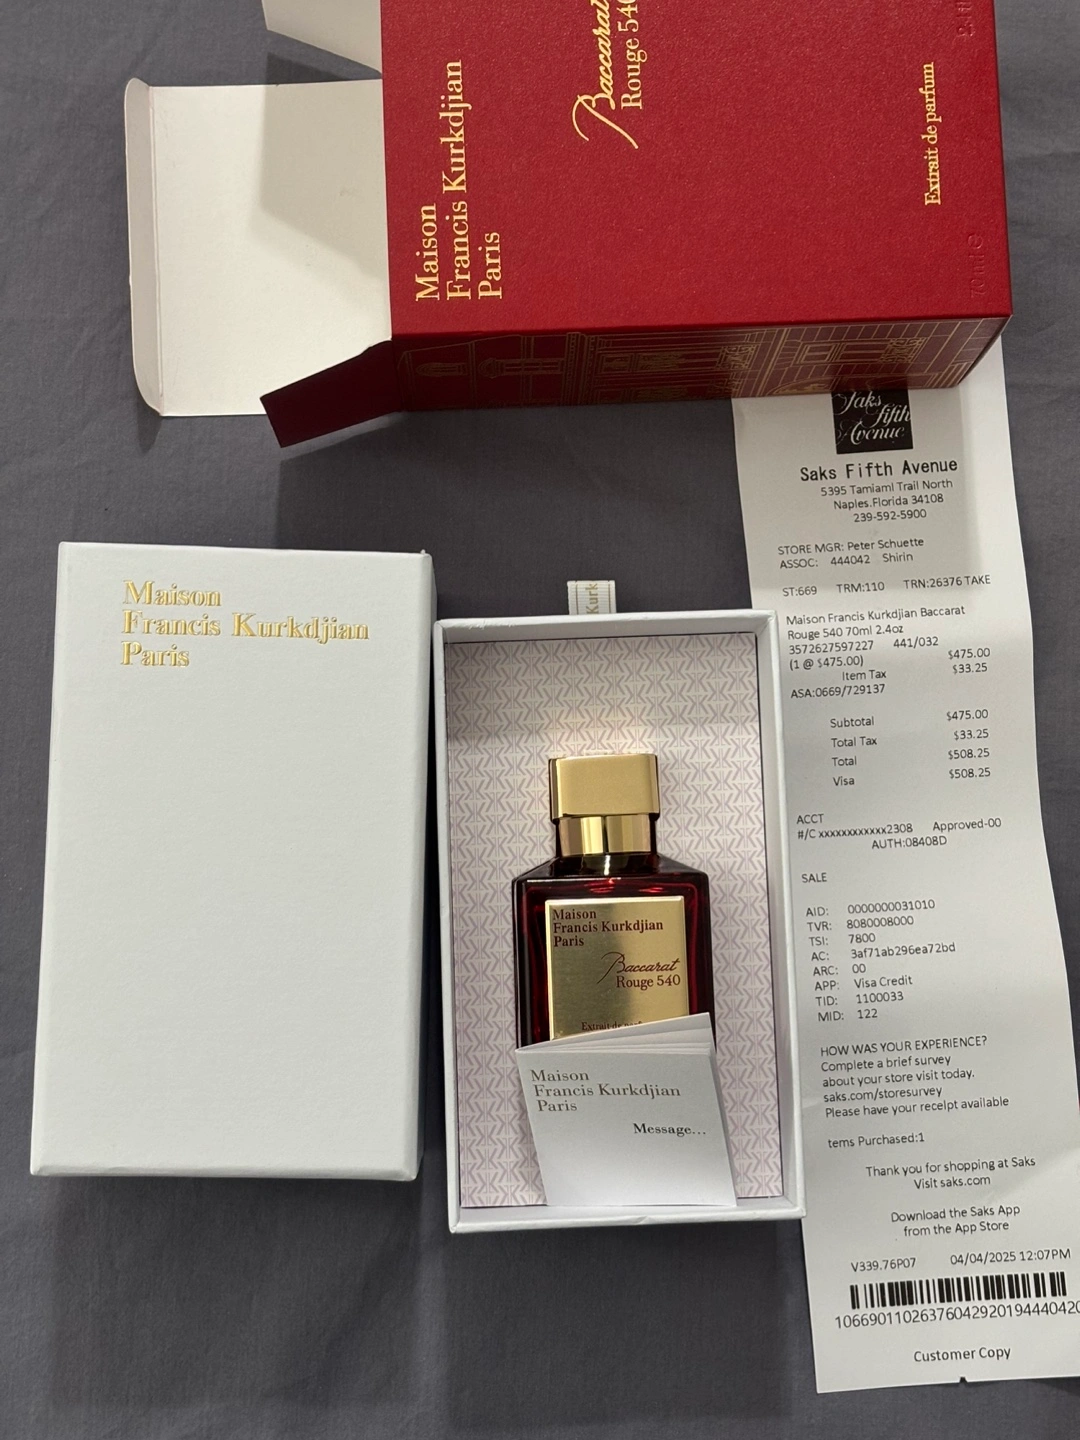 Maison
Francis Kurkdjian
Paris
Baccarat
Rouge 540
Extrait de parfum
70 ml ℮
Saks
fifth
Avenue
Saks Fifth Avenue
5395 Tamiaml Trail North
Naples.Florida 34108
239-592-5900
STORE MGR: Peter Schuette
ASSOC: 444042 Shirin
ST:669 TRM:110 TRN:26376 TAKE
Maison Francis Kurkdjian Baccarat
Rouge 540 70ml 2.4oz
3572627597227 441/032
(1 @ $475.00) $475.00
Item Tax $33.25
ASA:0669/729137
Subtotal $475.00
Total Tax $33.25
Total $508.25
Visa $508.25
ACCT
#/C xxxxxxxxxxxx2308 Approved-00
AUTH:08408D
SALE
AID: 0000000031010
TVR: 8080008000
TSI: 7800
AC: 3af71ab296ea72bd
ARC: 00
APP: Visa Credit
TID: 1100033
MID: 122
HOW WAS YOUR EXPERIENCE?
Complete a brief survey
about your store visit today.
saks.com/storesurvey
Please have your receipt available
tems Purchased:1
Thank you for shopping at Saks
Visit saks.com
Download the Saks App
from the App Store
V339.76P07 04/04/2025 12:07PM
1066901102637604292019444042
Customer Copy
Maison
Francis Kurkdjian
Paris
Kurk
Maison
Francis Kurkdjian
Paris
Baccarat
Rouge 540
Extrait de
Maison
Francis Kurkdjian
Paris
Message...